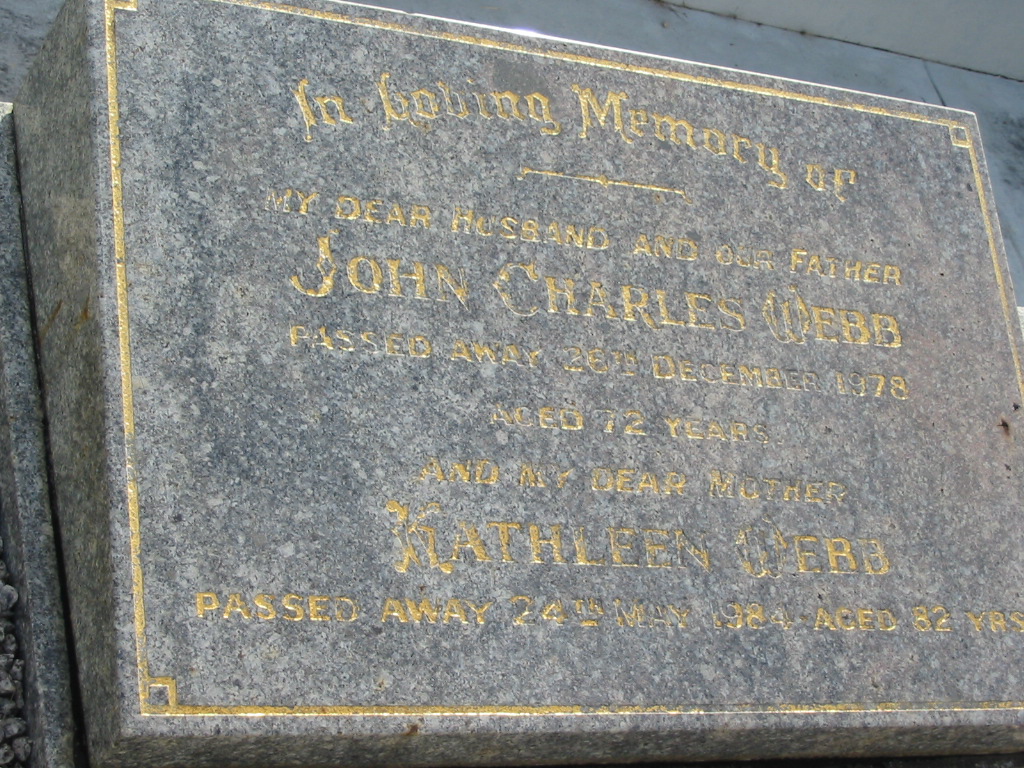 In Loving Memory of
MY DEAR HUSBAND AND OUR FATHER
JOHN CHARLES WEBB
PASSED AWAY 26TH DECEMBER 1978
AGED 72 YEARS
AND MY DEAR MOTHER
KATHLEEN WEBB
PASSED AWAY 24TH MAY 1984 AGED 82 YRS